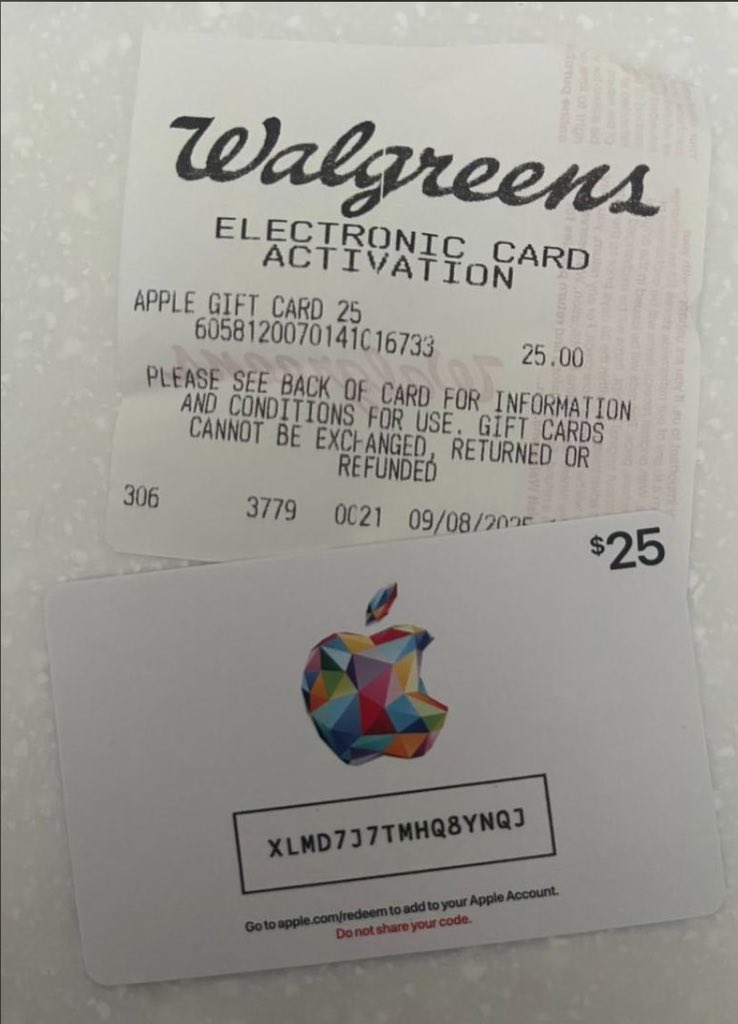 Walgreens
ELECTRONIC CARD
ACTIVATION
APPLE GIFT CARD 25
6058120070141016733 25.00
PLEASE SEE BACK OF CARD FOR INFORMATION
AND CONDITIONS FOR USE. GIFT CARDS
CANNOT BE EXCHANGED, RETURNED OR
REFUNDED
306 3779 0021
$25
XLMD7J7TMHQ8YNQJ
Go to apple.com/redeem to add to your Apple Account.
Do not share your code.